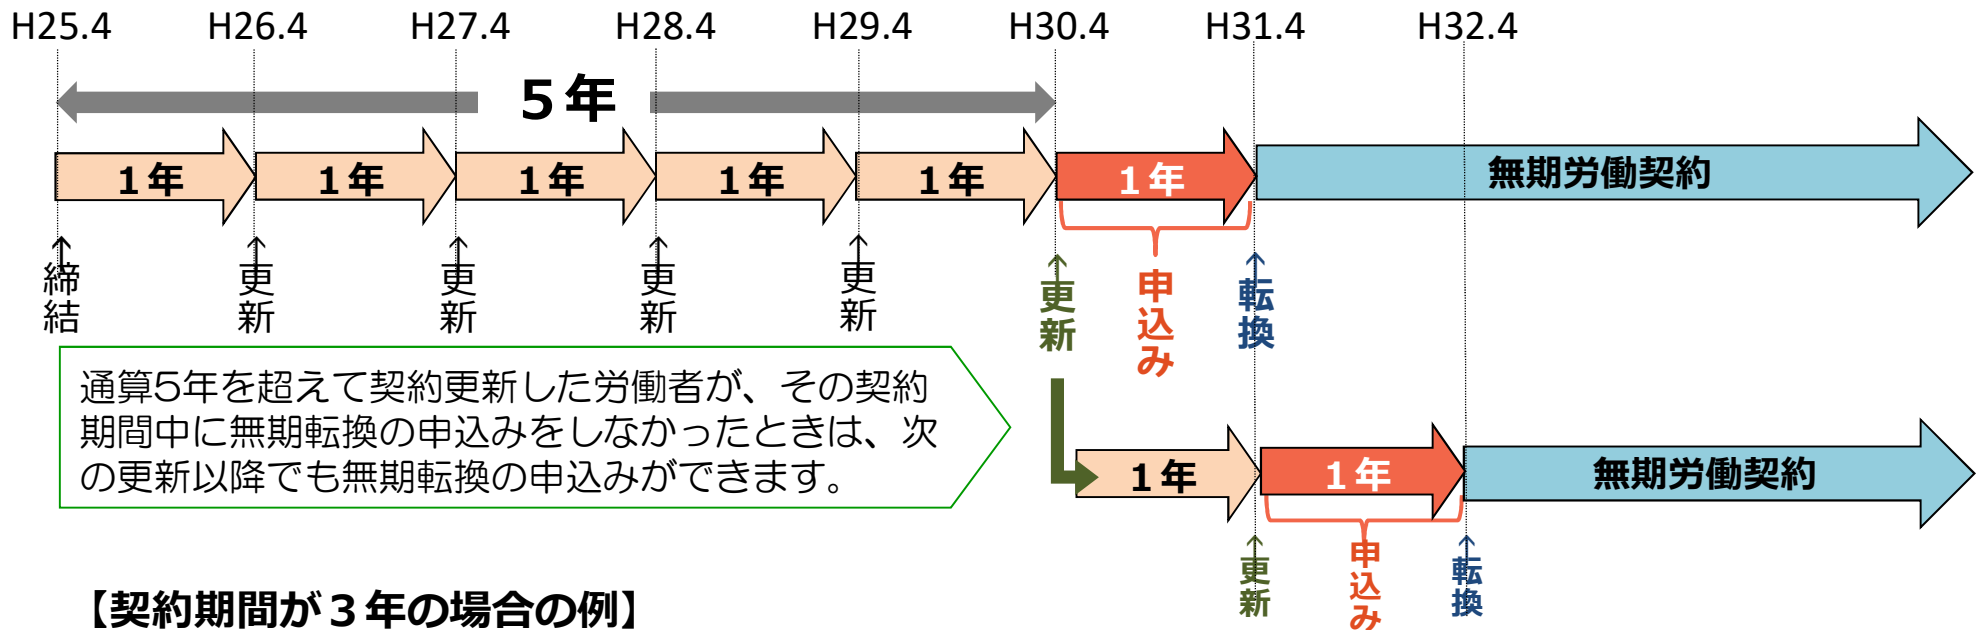 H25.4 H26.4 H27.4 H28.4 H29.4 H30.4 H31.4 H32.4
５年
１年 １年 １年 １年 １年 １年 無期労働契約
↑締結 ↑更新 ↑更新 ↑更新 ↑更新 ↑更新 申込み ↑転換
通算5年を超えて契約更新した労働者が、その契約
期間中に無期転換の申込みをしなかったときは、次
の更新以降でも無期転換の申込みができます。
１年 １年 無期労働契約
↑更新 申込み ↑転換
【契約期間が３年の場合の例】